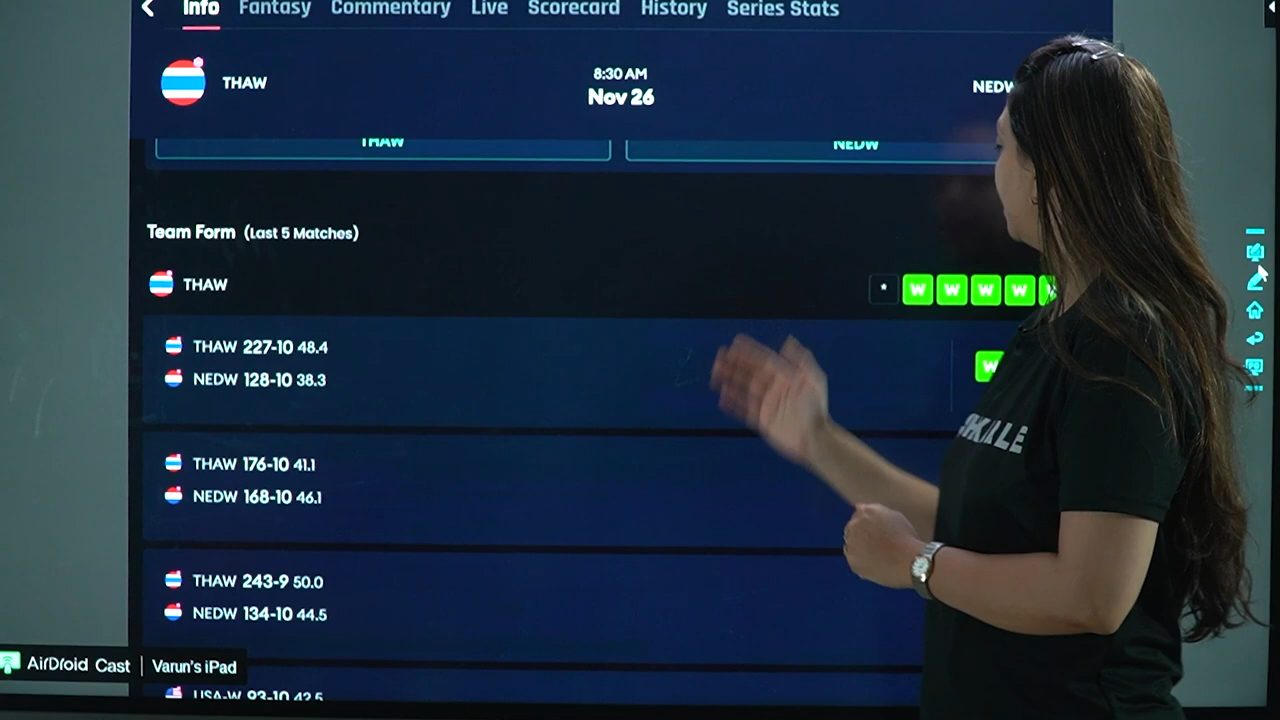 Info Fantasy Commentary Live Scorecard History Series Stats
THAW
8:30 AM
Nov 26
NEDW
THAW
NEDW
Team Form (Last 5 Matches)
THAW
* W W W W
THAW 227-10 48.4
NEDW 128-10 38.3
W
THAW 176-10 41.1
NEDW 168-10 46.1
THAW 243-9 50.0
NEDW 134-10 44.5
USA-W 93-10 42.5
AirDroid Cast | Varun's iPad